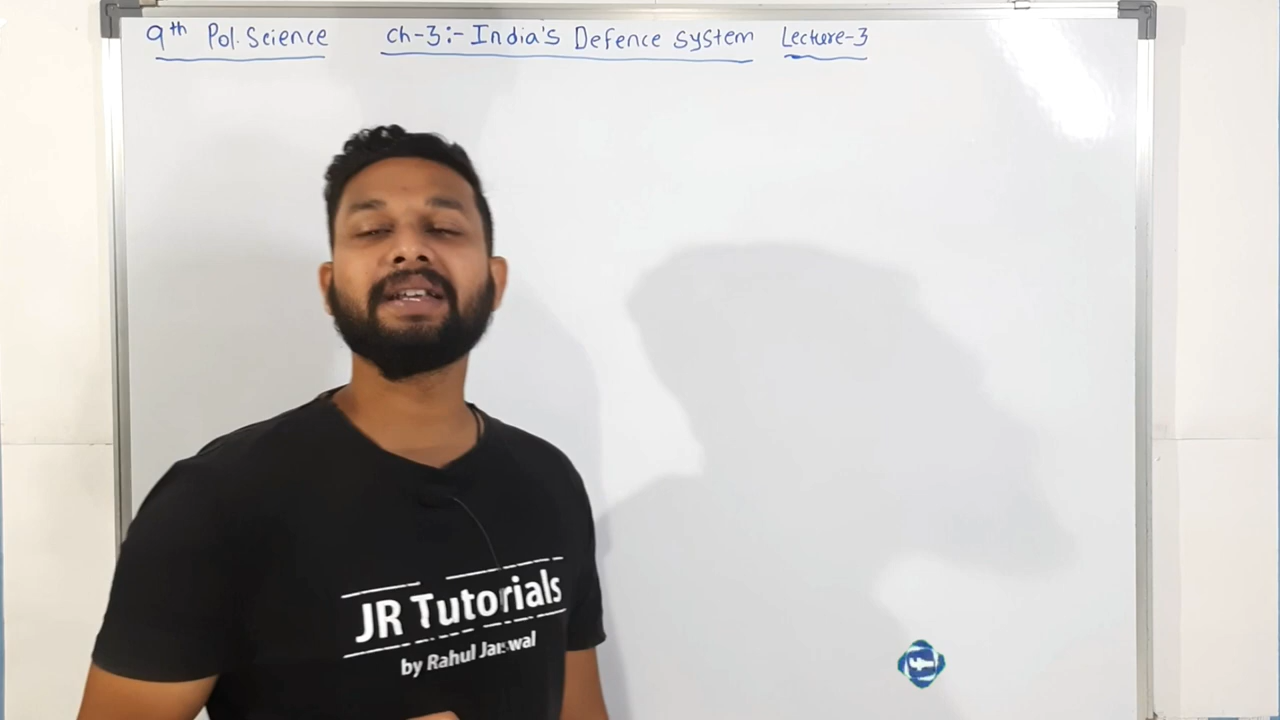 9th Pol. Science Ch-3:- India's Defence system Lecture-3
JR Tutorials
by Rahul